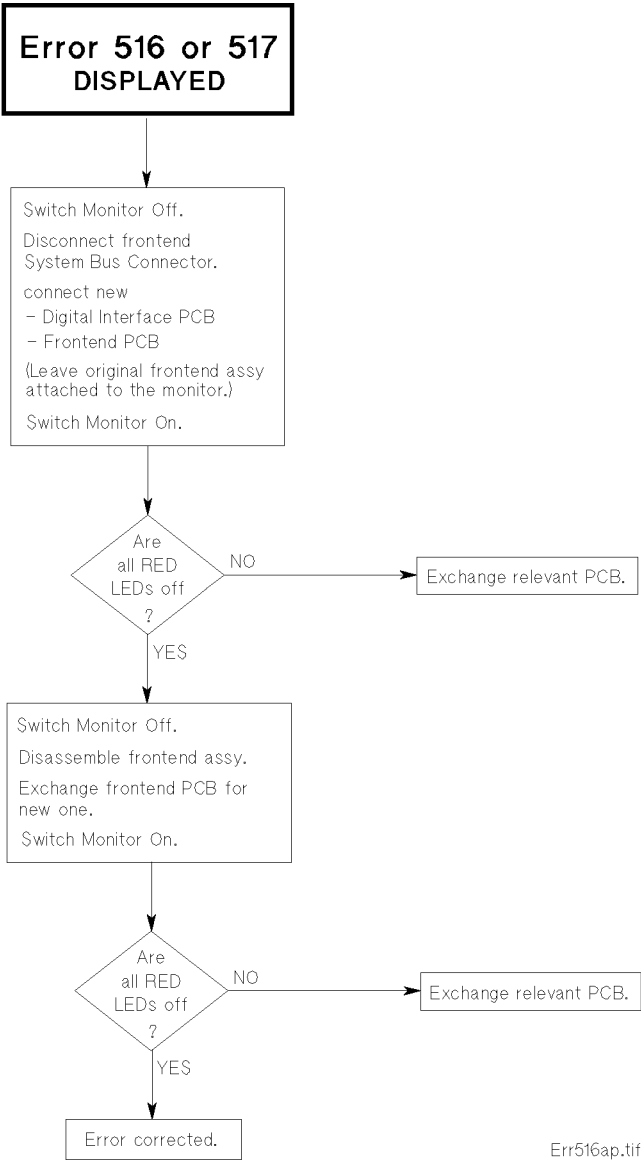 Error 516 or 517
DISPLAYED
Switch Monitor Off.
Disconnect frontend
System Bus Connector.
connect new
- Digital Interface PCB
- Frontend PCB
(Leave original frontend assy
attached to the monitor.)
Switch Monitor On.
Are
all RED
LEDs off
?
NO
Exchange relevant PCB.
YES
Switch Monitor Off.
Disassemble frontend assy.
Exchange frontend PCB for
new one.
Switch Monitor On.
Are
all RED
LEDs off
?
NO
Exchange relevant PCB.
YES
Error corrected.
Err516ap.tif